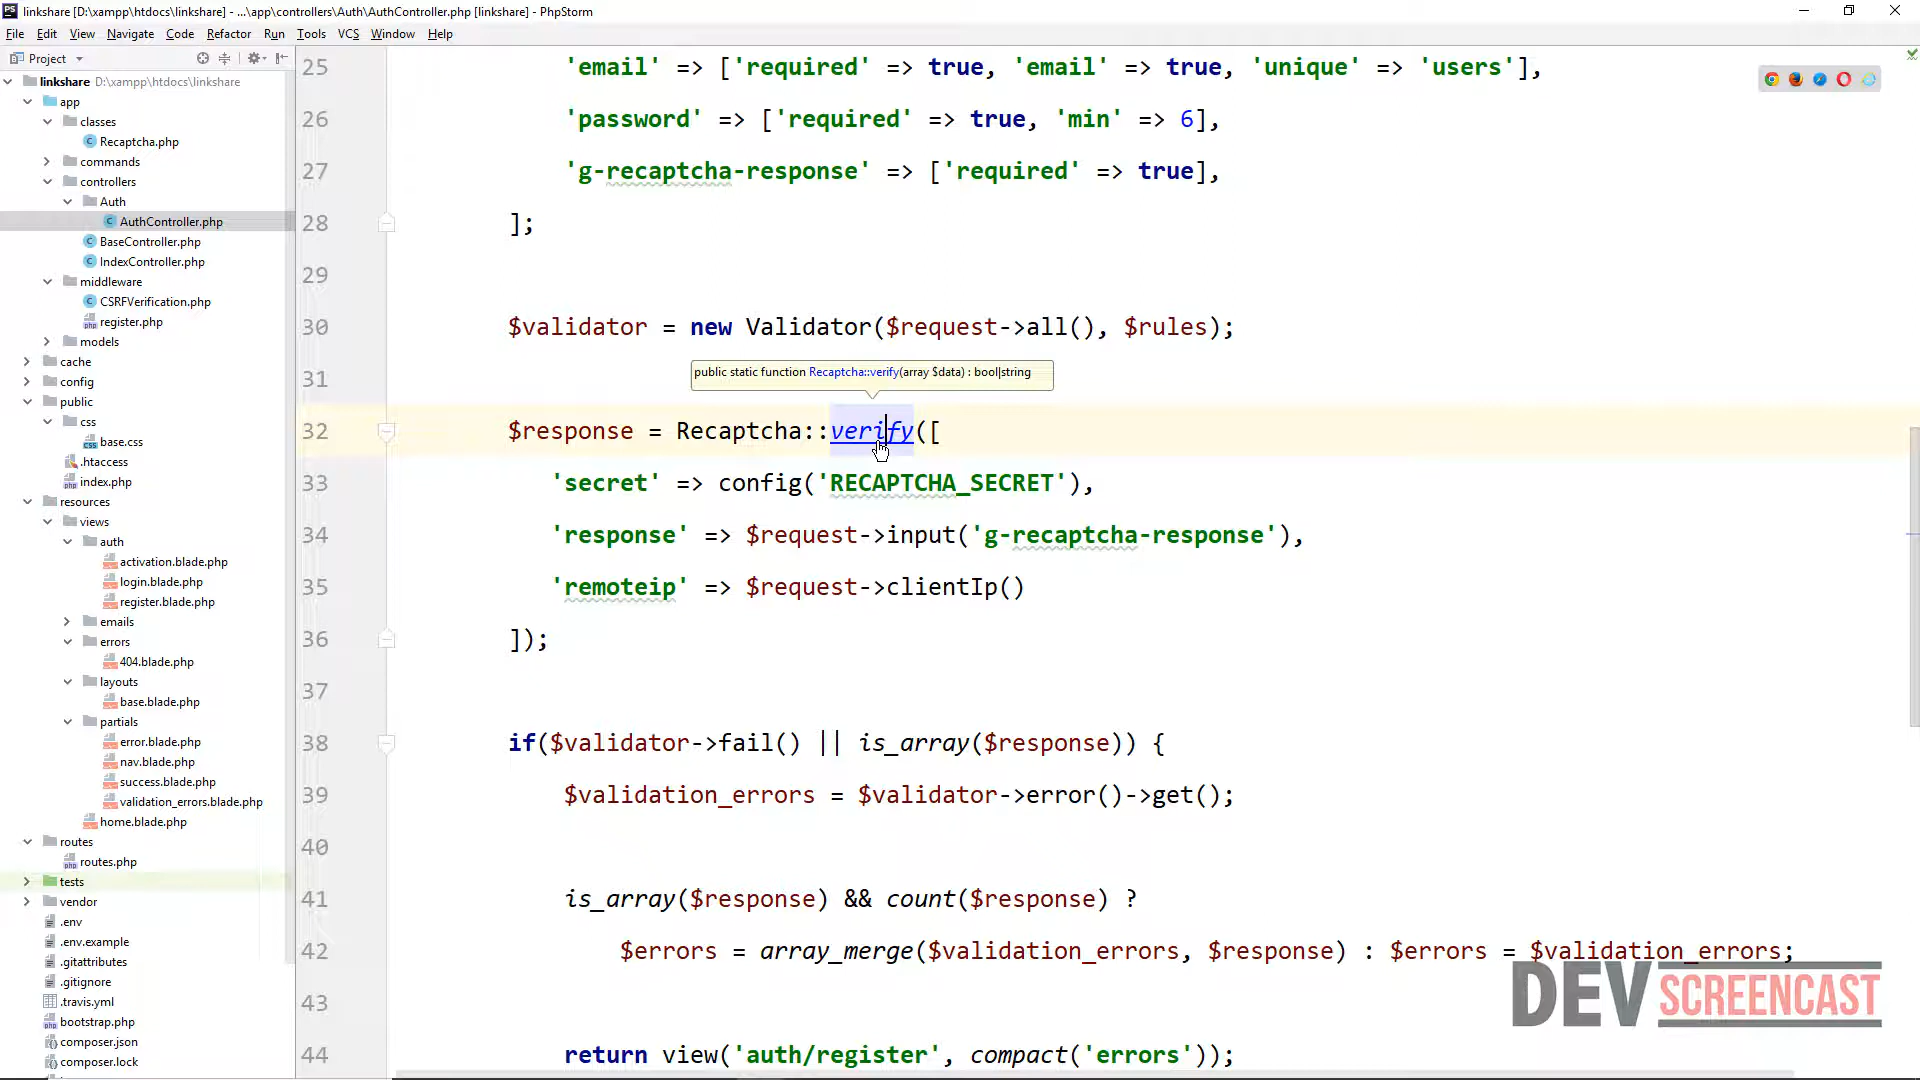 PS linkshare [D:\xampp\htdocs\linkshare] - ...\app\controllers\Auth\AuthController.php [linkshare] - PhpStorm
File Edit View Navigate Code Refactor Run Tools VCS Window Help
Project
linkshare D:\xampp\htdocs\linkshare
app
classes
Recaptcha.php
commands
controllers
Auth
AuthController.php
BaseController.php
IndexController.php
middleware
CSRFVerification.php
register.php
models
cache
config
public
css
base.css
.htaccess
index.php
resources
views
auth
activation.blade.php
login.blade.php
register.blade.php
emails
errors
404.blade.php
layouts
base.blade.php
partials
error.blade.php
nav.blade.php
success.blade.php
validation_errors.blade.php
home.blade.php
routes
routes.php
tests
vendor
.env
.env.example
.gitattributes
.gitignore
.travis.yml
bootstrap.php
composer.json
composer.lock
25 'email' => ['required' => true, 'email' => true, 'unique' => 'users'],
26 'password' => ['required' => true, 'min' => 6],
27 'g-recaptcha-response' => ['required' => true],
28 ];
29
30 $validator = new Validator($request->all(), $rules);
public static function Recaptcha::verify(array $data) : bool|string
31
32 $response = Recaptcha::verify([
33 'secret' => config('RECAPTCHA_SECRET'),
34 'response' => $request->input('g-recaptcha-response'),
35 'remoteip' => $request->clientIp()
36 ]);
37
38 if($validator->fail() || is_array($response)) {
39 $validation_errors = $validator->error()->get();
40
41 is_array($response) && count($response) ?
42 $errors = array_merge($validation_errors, $response) : $errors = $validation_errors;
43
44 return view('auth/register', compact('errors'));
DEV SCREENCAST